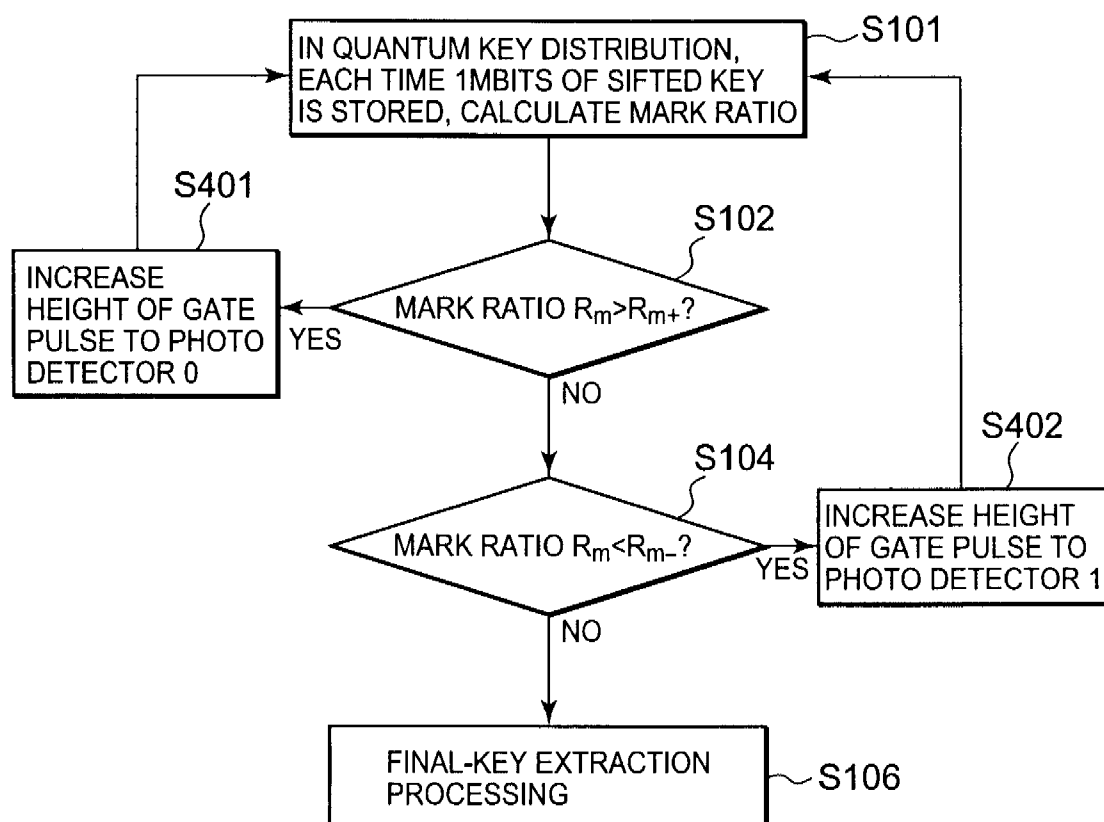 S101
IN QUANTUM KEY DISTRIBUTION,
EACH TIME 1MBITS OF SIFTED KEY
IS STORED, CALCULATE MARK RATIO
S401
INCREASE
HEIGHT OF GATE
PULSE TO PHOTO
DETECTOR 0
S102
MARK RATIO Rm>Rm+?
YES
NO
S104
MARK RATIO Rm<Rm−?
YES
NO
S402
INCREASE HEIGHT
OF GATE PULSE TO
PHOTO DETECTOR 1
FINAL-KEY EXTRACTION
PROCESSING
S106